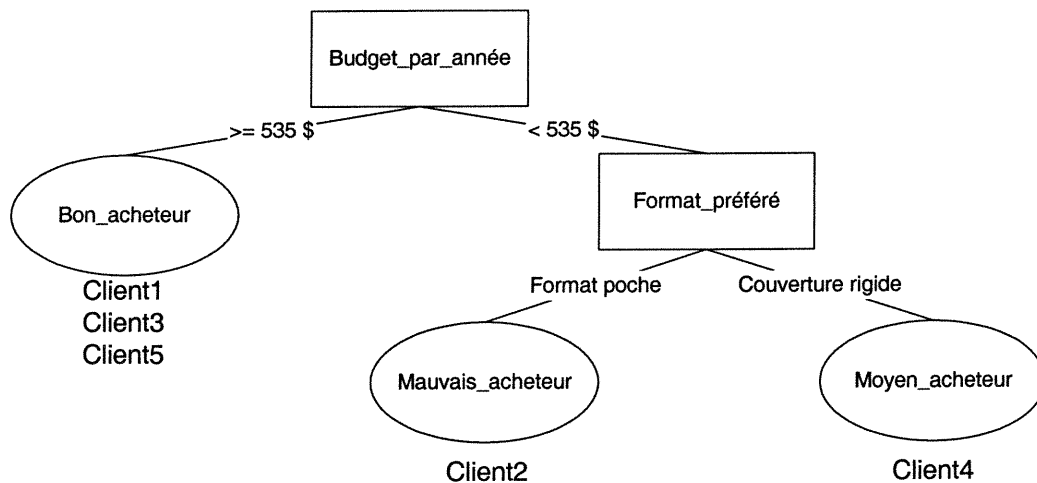 Budget_par_année
>= 535 $
< 535 $
Bon_acheteur
Format_préféré
Client1
Client3
Client5
Format poche
Couverture rigide
Mauvais_acheteur
Moyen_acheteur
Client2
Client4